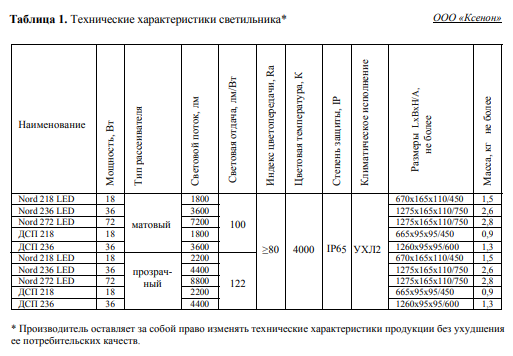 Таблица 1. Технические характеристики светильника* ООО «Ксенон»
Наименование | Мощность, Вт | Тип рассеивателя | Световой поток, лм | Световая отдача, лм/Вт | Индекс цветопередачи, Ra | Цветовая температура, К | Степень защиты, IP | Климатическое исполнение | Размеры LxBxH/A, не более | Масса, кг не более
Nord 218 LED | 18 | матовый | 1800 | 100 | ≥80 | 4000 | IP65 | УХЛ2 | 670x165x110/450 | 1,5
Nord 236 LED | 36 | 3600 | 1275x165x110/750 | 2,6
Nord 272 LED | 72 | 7200 | 1275x165x110/750 | 2,8
ДСП 218 | 18 | 1800 | 665x95x95/450 | 0,9
ДСП 236 | 36 | 3600 | 1260x95x95/600 | 1,3
Nord 218 LED | 18 | прозрач-ный | 2200 | 122 | 670x165x110/450 | 1,5
Nord 236 LED | 36 | 4400 | 1275x165x110/750 | 2,6
Nord 272 LED | 72 | 8800 | 1275x165x110/750 | 2,8
ДСП 218 | 18 | 2200 | 665x95x95/450 | 0,9
ДСП 236 | 36 | 4400 | 1260x95x95/600 | 1,3
* Производитель оставляет за собой право изменять технические характеристики продукции без ухудшения
ее потребительских качеств.